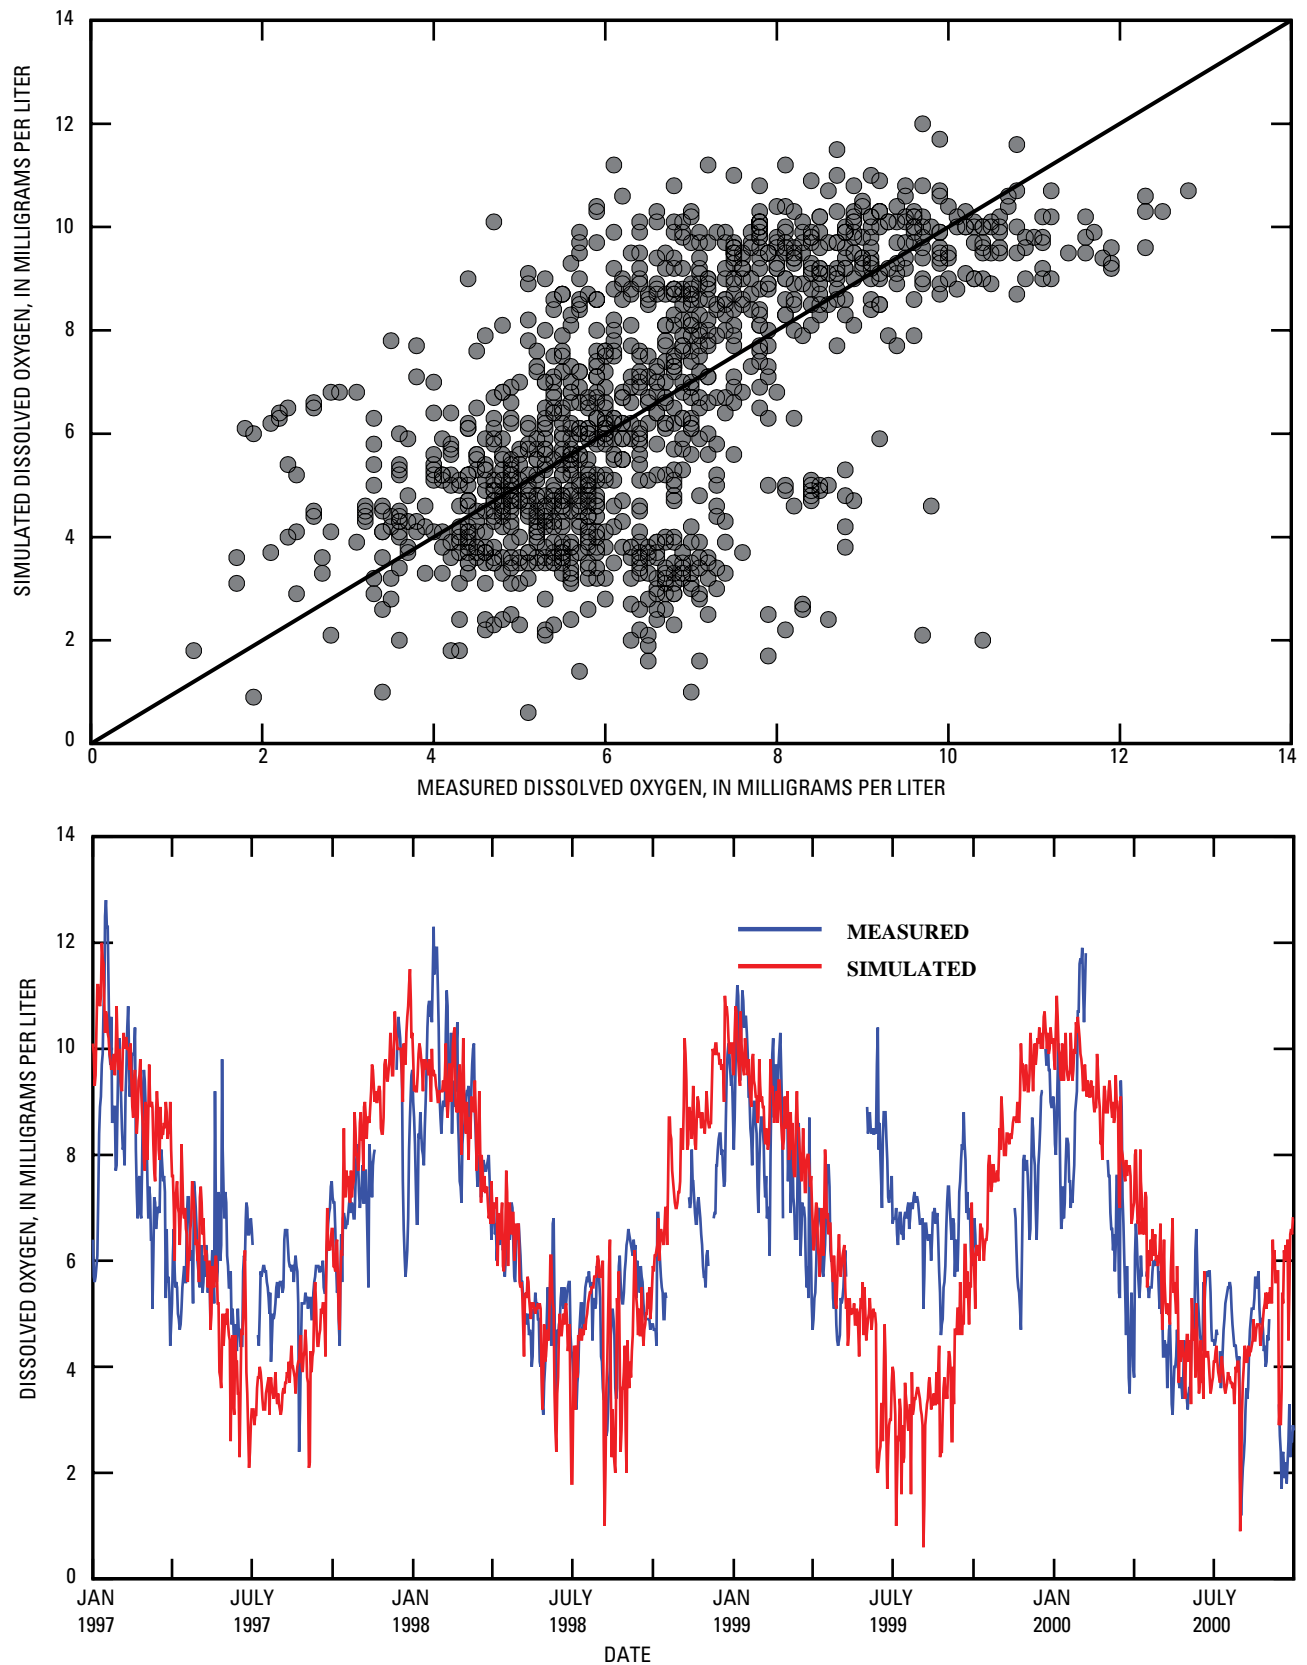 14
12
10
8
6
4
2
0
SIMULATED DISSOLVED OXYGEN, IN MILLIGRAMS PER LITER
0 2 4 6 8 10 12 14
MEASURED DISSOLVED OXYGEN, IN MILLIGRAMS PER LITER
14
12
10
8
6
4
2
0
DISSOLVED OXYGEN, IN MILLIGRAMS PER LITER
MEASURED
SIMULATED
JAN JULY JAN JULY JAN JULY JAN JULY
1997 1997 1998 1998 1999 1999 2000 2000
DATE